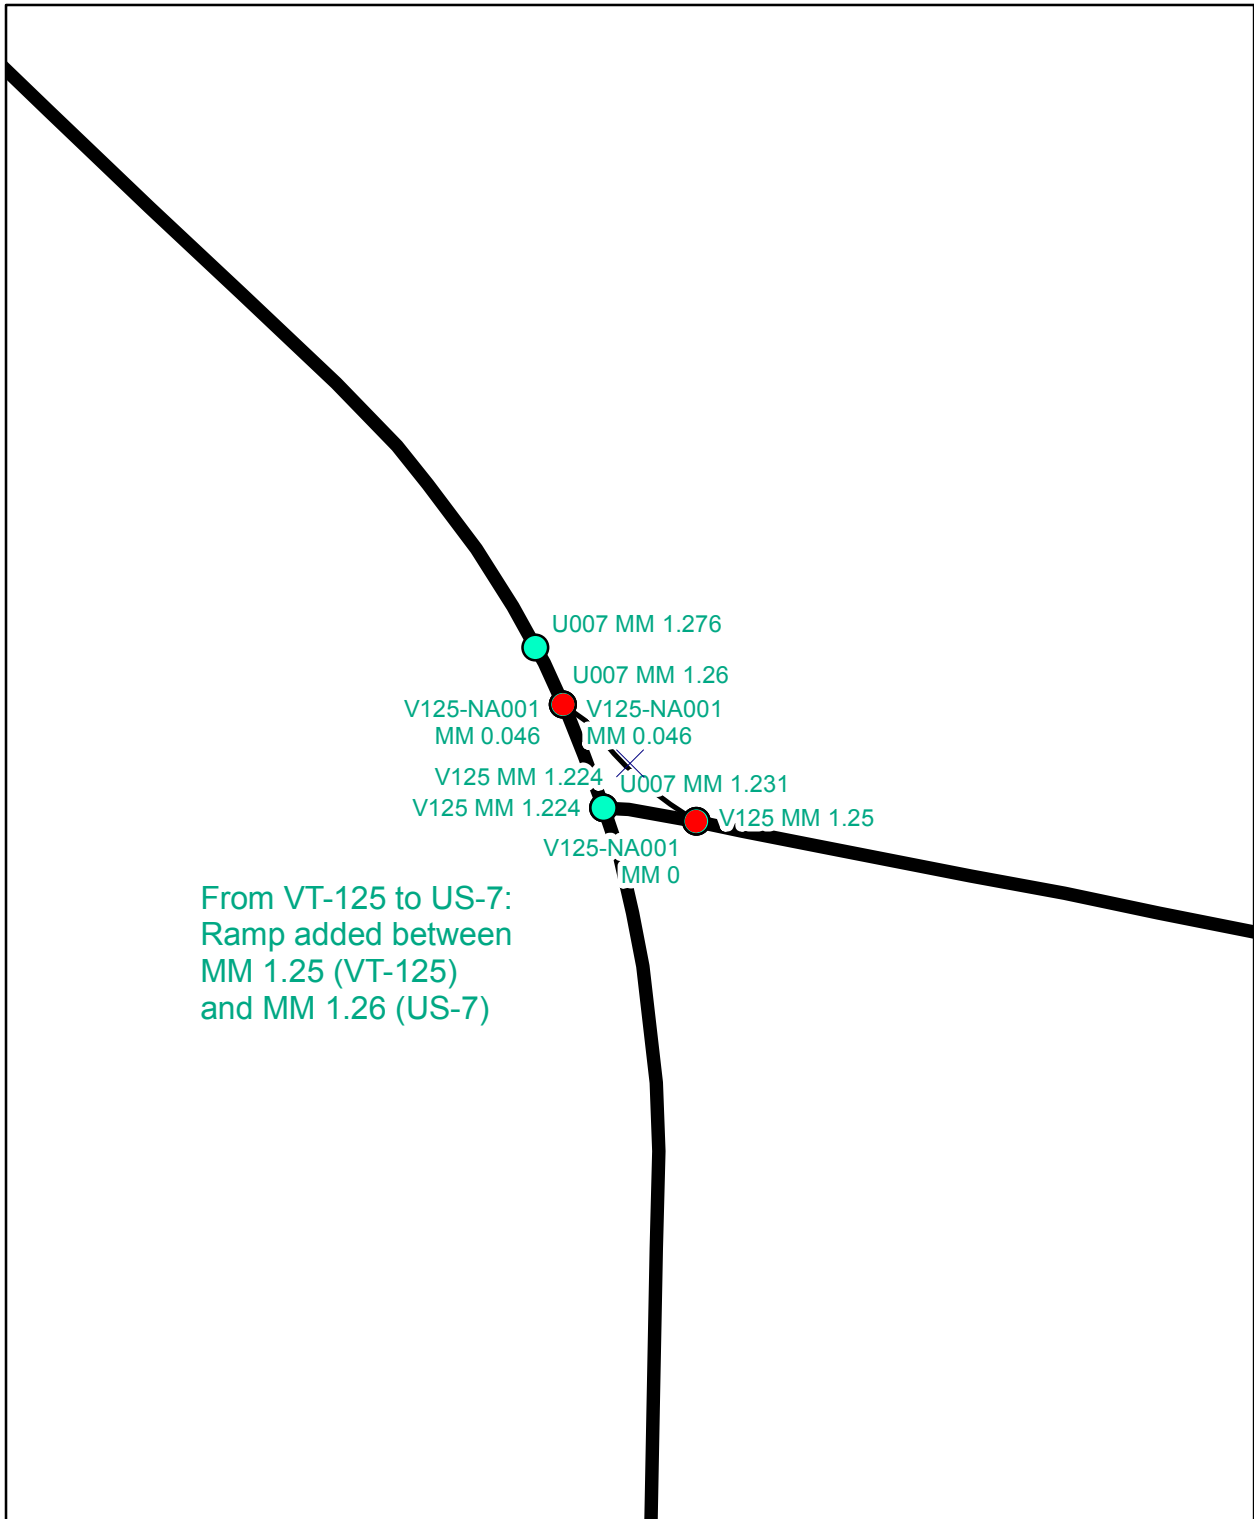 U007 MM 1.276
U007 MM 1.26
V125-NA001
MM 0.046
V125-NA001
MM 0.046
V125 MM 1.224
U007 MM 1.231
V125 MM 1.224
V125 MM 1.25
V125-NA001
MM 0
From VT-125 to US-7:
Ramp added between
MM 1.25 (VT-125)
and MM 1.26 (US-7)